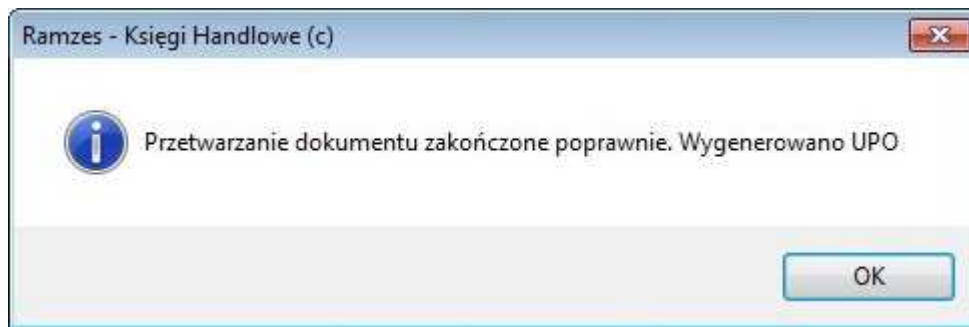 Ramzes - Księgi Handlowe (c)
Przetwarzanie dokumentu zakończone poprawnie. Wygenerowano UPO
OK